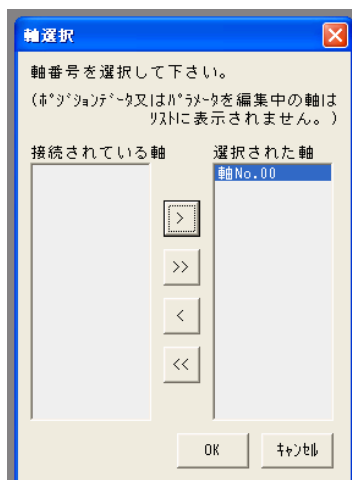 軸選択
軸番号を選択して下さい。
(ﾎﾟｼﾞｼｮﾝﾃﾞｰﾀ又はﾊﾟﾗﾒｰﾀを編集中の軸は
ﾘｽﾄに表示されません。)
接続されている軸 選択された軸
軸No.00
>
>>
<
<<
OK ｷｬﾝｾﾙ